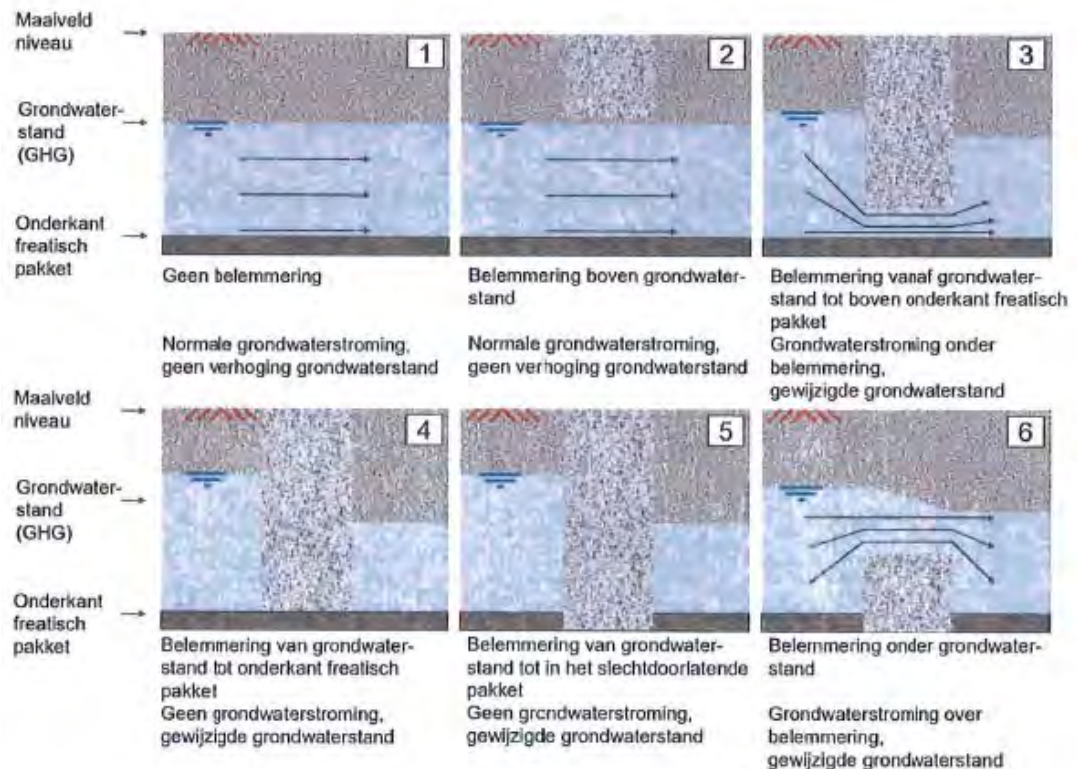 Maaiveld
niveau
Grondwater-
stand
(GHG)
Onderkant
freatisch
pakket
1
2
3
Geen belemmering
Normale grondwaterstroming,
geen verhoging grondwaterstand
Belemmering boven grondwater-
stand
Normale grondwaterstroming,
geen verhoging grondwaterstand
Belemmering vanaf grondwater-
stand tot boven onderkant freatisch
pakket
Grondwaterstroming onder
belemmering,
gewijzigde grondwaterstand
Maaiveld
niveau
Grondwater-
stand
(GHG)
Onderkant
freatisch
pakket
4
5
6
Belemmering van grondwater-
stand tot onderkant freatisch
pakket
Geen grondwaterstroming,
gewijzigde grondwaterstand
Belemmering van grondwater-
stand tot in het slechtdoorlatende
pakket
Geen grondwaterstroming,
gewijzigde grondwaterstand
Belemmering onder grondwater-
stand
Grondwaterstroming over
belemmering,
gewijzigde grondwaterstand